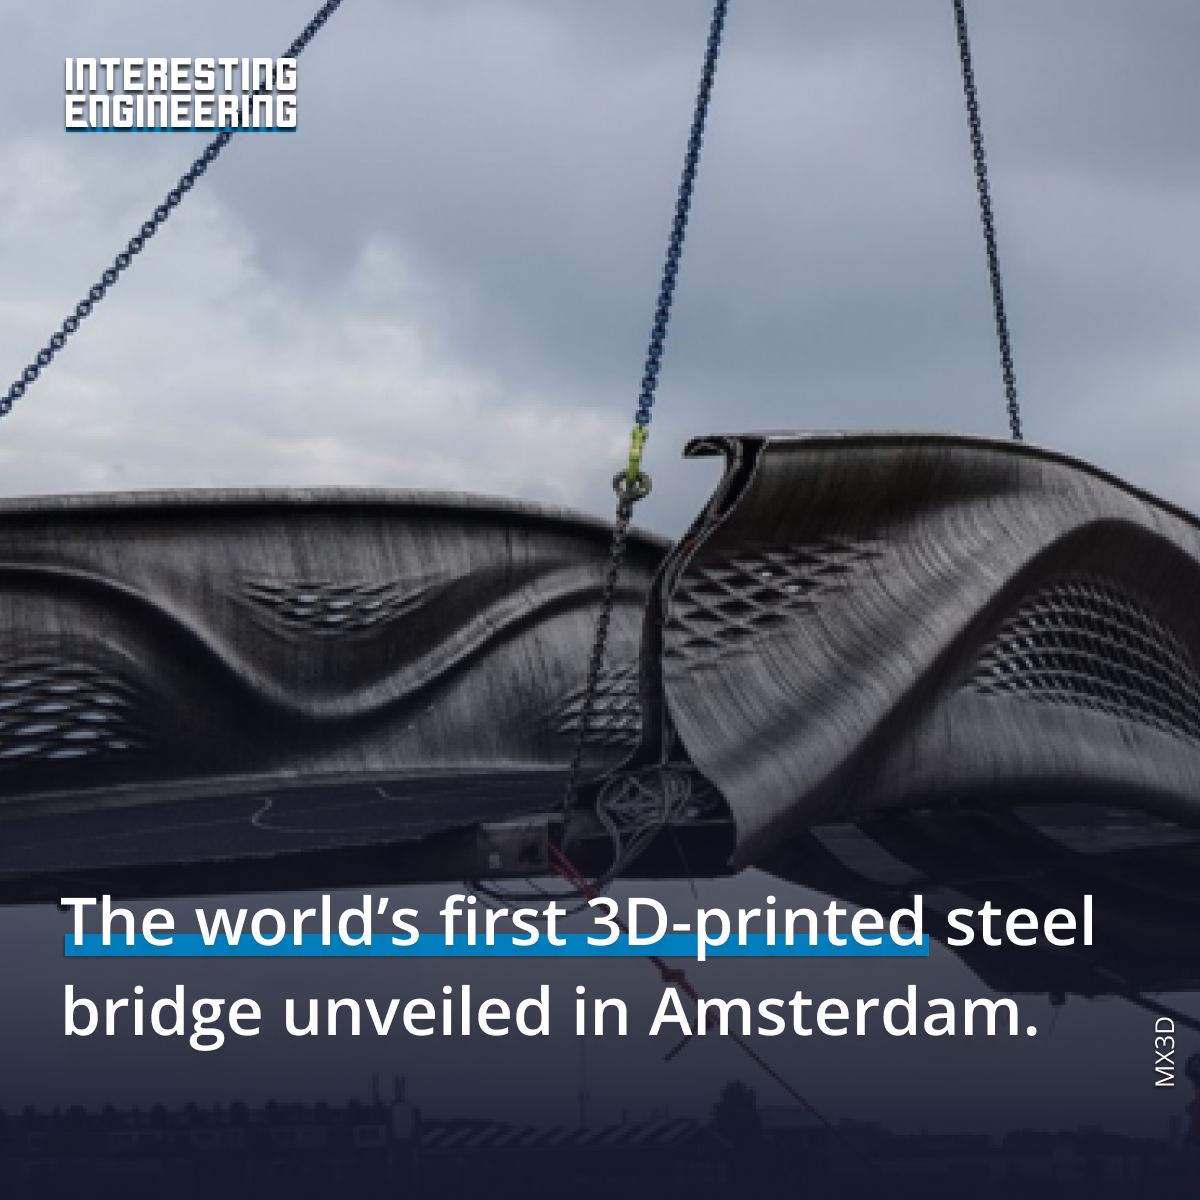 INTERESTING
ENGINEERING
The world’s first 3D-printed steel
bridge unveiled in Amsterdam.
MX3D